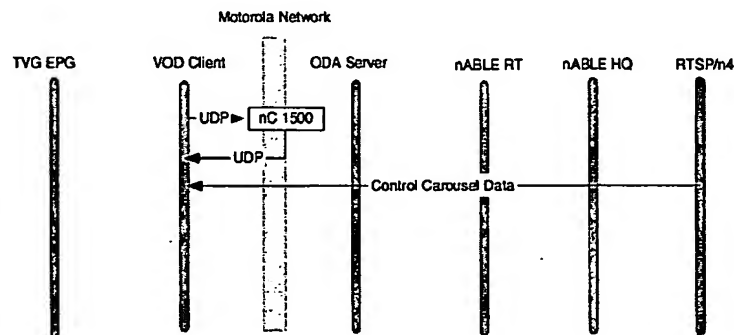 Motorola Network
TVG EPG
VOD Client
ODA Server
nABLE RT
nABLE HQ
RTSP/n4
UDP
nC 1500
UDP
Control Carousel Data